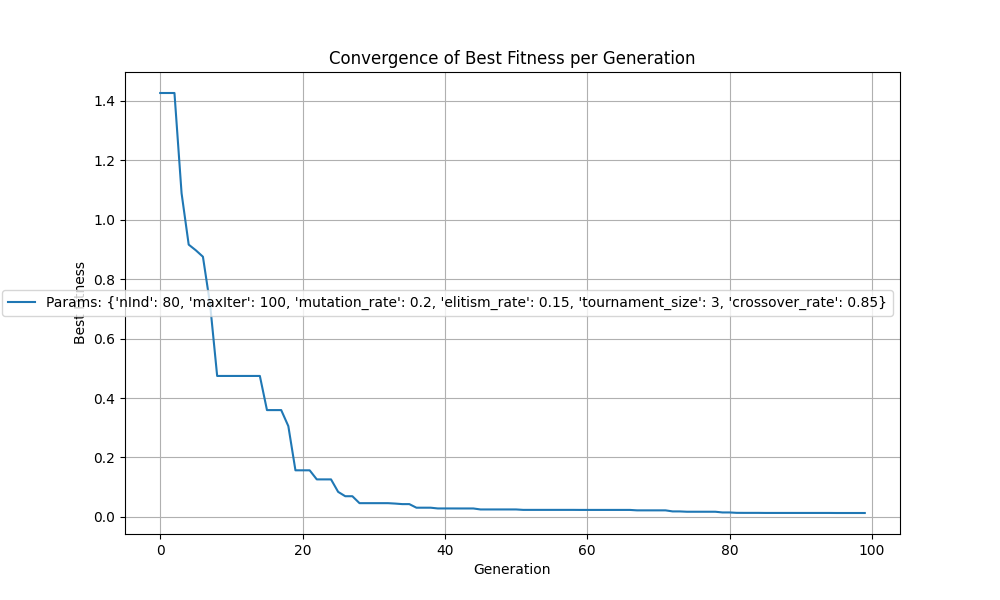 Convergence of Best Fitness per Generation
1.4
1.2
1.0
0.8
0.6
0.4
0.2
0.0
Best
Params: {'nInd': 80, 'maxIter': 100, 'mutation_rate': 0.2, 'elitism_rate': 0.15, 'tournament_size': 3, 'crossover_rate': 0.85}
0 20 40 60 80 100
Generation